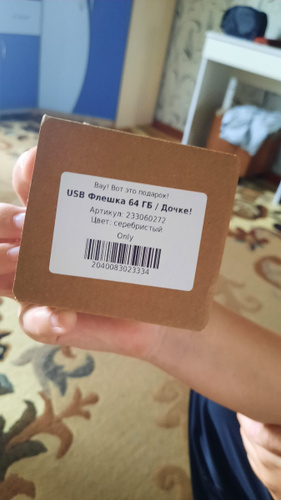 Вау! Вот это подарок!
USB Флешка 64 ГБ / Дочке!
Артикул: 233060272
Цвет: серебристый
Only
2040083023334